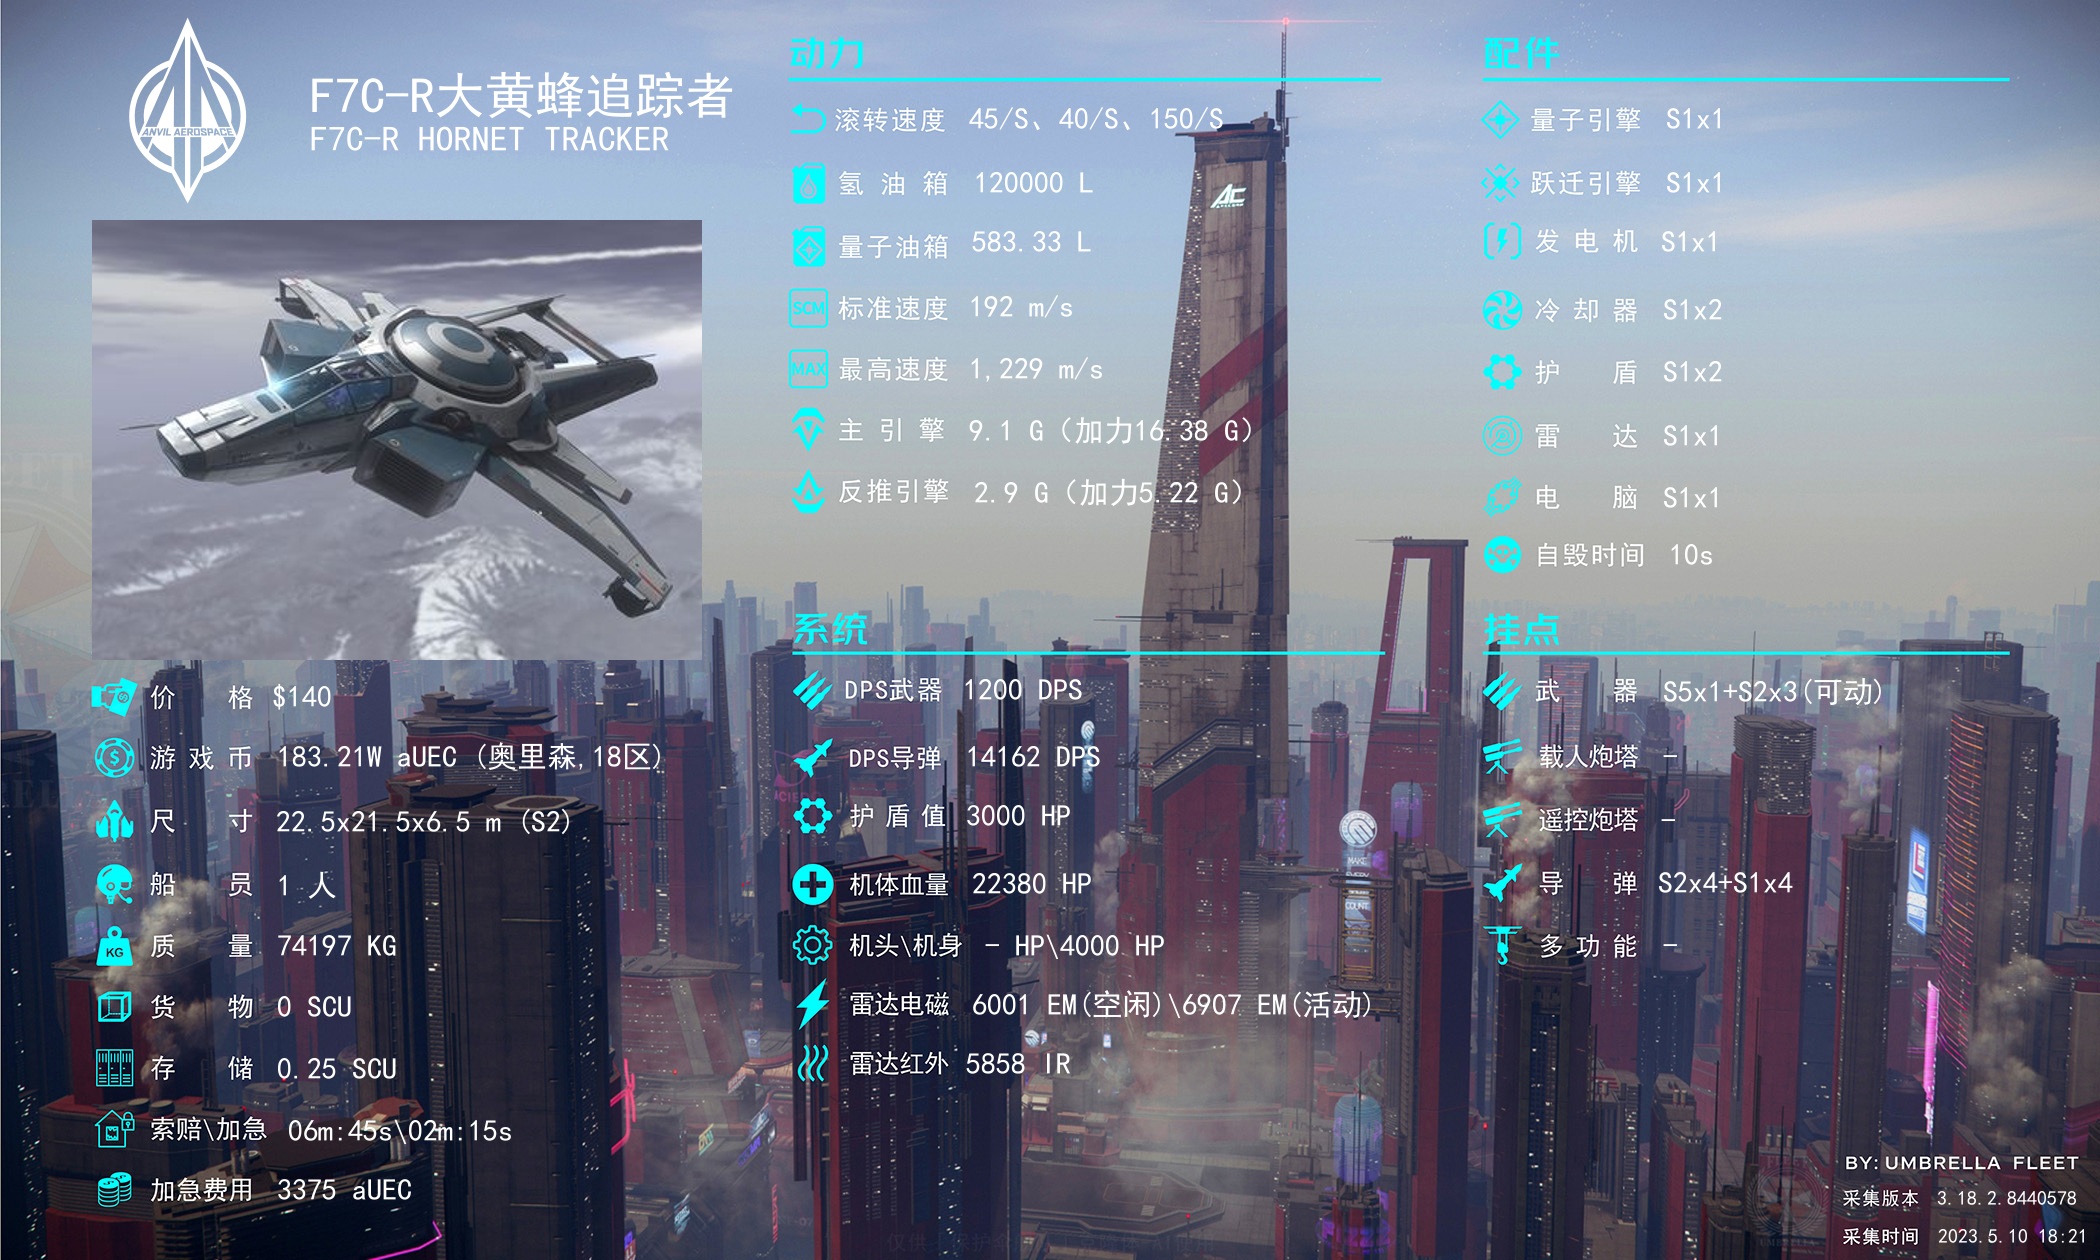 ANVIL AEROSPACE
F7C-R大黄蜂追踪者
F7C-R HORNET TRACKER
价格 $140
游戏币 183.21W aUEC (奥里森,18区)
尺寸 22.5x21.5x6.5 m (S2)
船员 1 人
质量 74197 KG
货物 0 SCU
存储 0.25 SCU
索赔\加急 06m:45s\02m:15s
加急费用 3375 aUEC
动力
滚转速度 45/S、40/S、150/S
氢油箱 120000 L
量子油箱 583.33 L
SCM 标准速度 192 m/s
MAX 最高速度 1,229 m/s
主引擎 9.1 G (加力16.38 G)
反推引擎 2.9 G (加力5.22 G)
系统
DPS武器 1200 DPS
DPS导弹 14162 DPS
护盾值 3000 HP
机体血量 22380 HP
机头\机身 - HP\4000 HP
雷达电磁 6001 EM(空闲)\6907 EM(活动)
雷达红外 5858 IR
配件
量子引擎 S1x1
跃迁引擎 S1x1
发电机 S1x1
冷却器 S1x2
护盾 S1x2
雷达 S1x1
电脑 S1x1
自毁时间 10s
挂点
武器 S5x1+S2x3(可动)
载人炮塔 -
遥控炮塔 -
导弹 S2x4+S1x4
多功能 -
AC
KG
MAKE
EVERY
COUNT
BY: UMBRELLA FLEET
采集版本 3.18.2.8440578
采集时间 2023.5.10 18:21